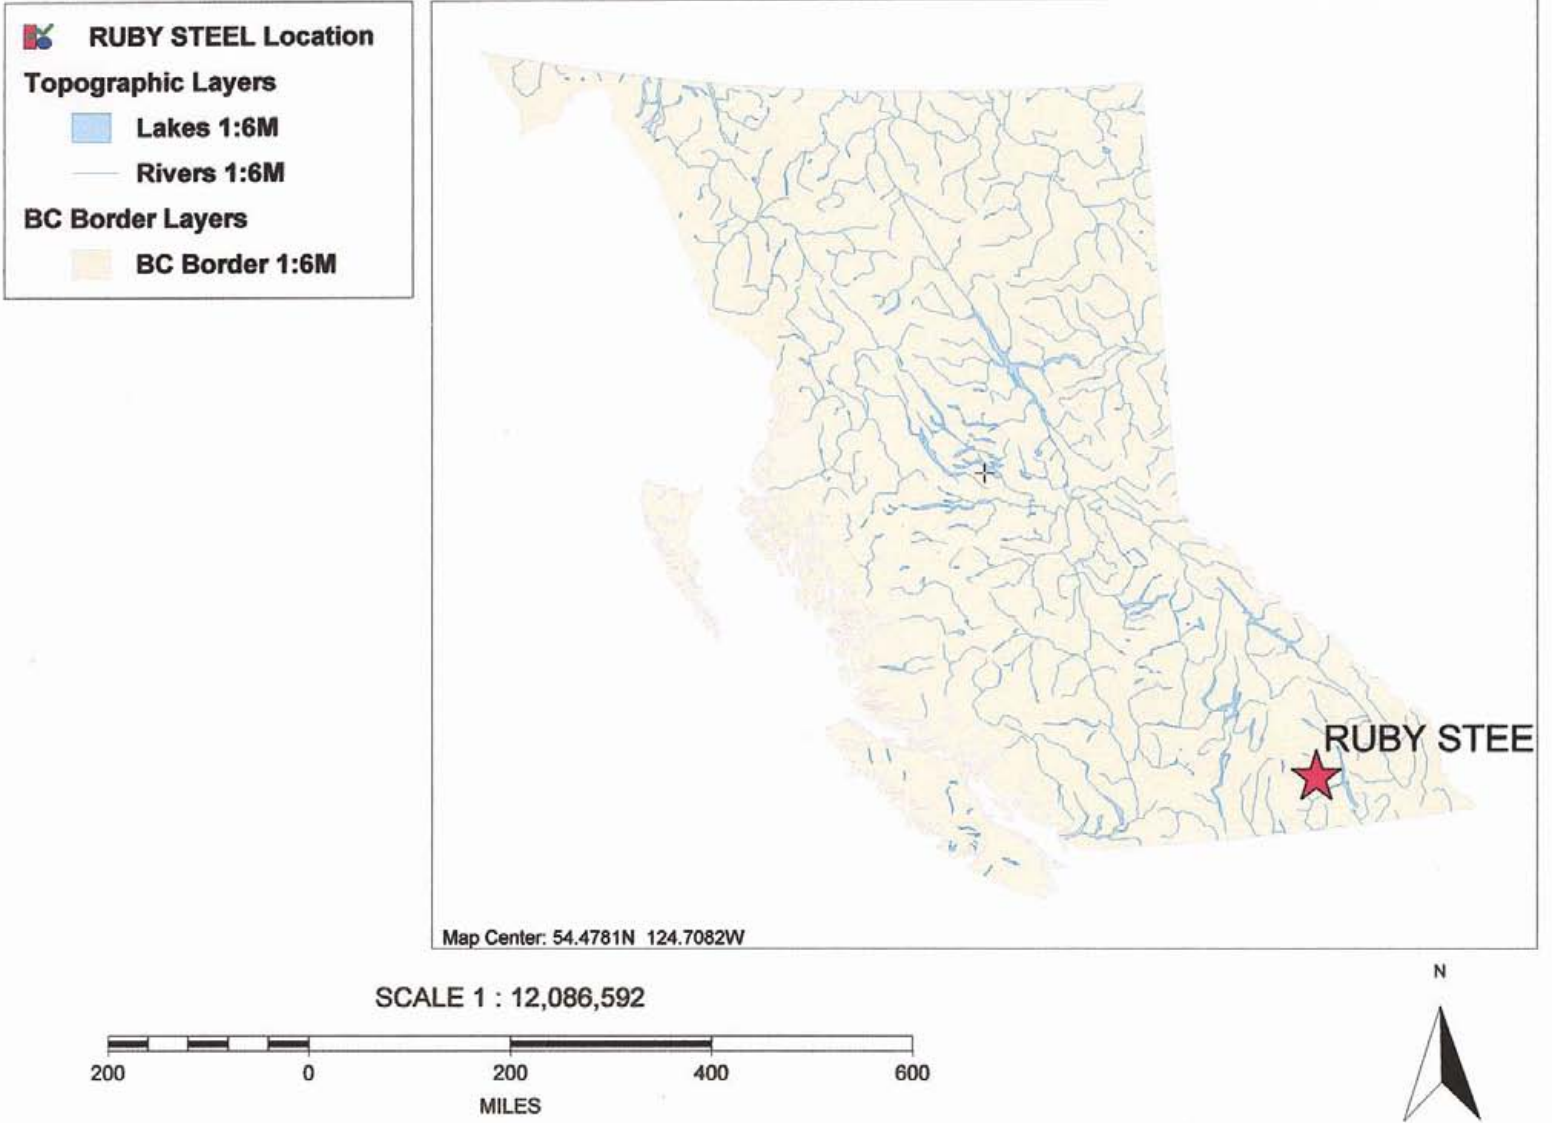 RUBY STEEL Location
Topographic Layers
Lakes 1:6M
Rivers 1:6M
BC Border Layers
BC Border 1:6M
RUBY STEE
Map Center: 54.4781N 124.7082W
SCALE 1 : 12,086,592
200 0 200 400 600
MILES
N